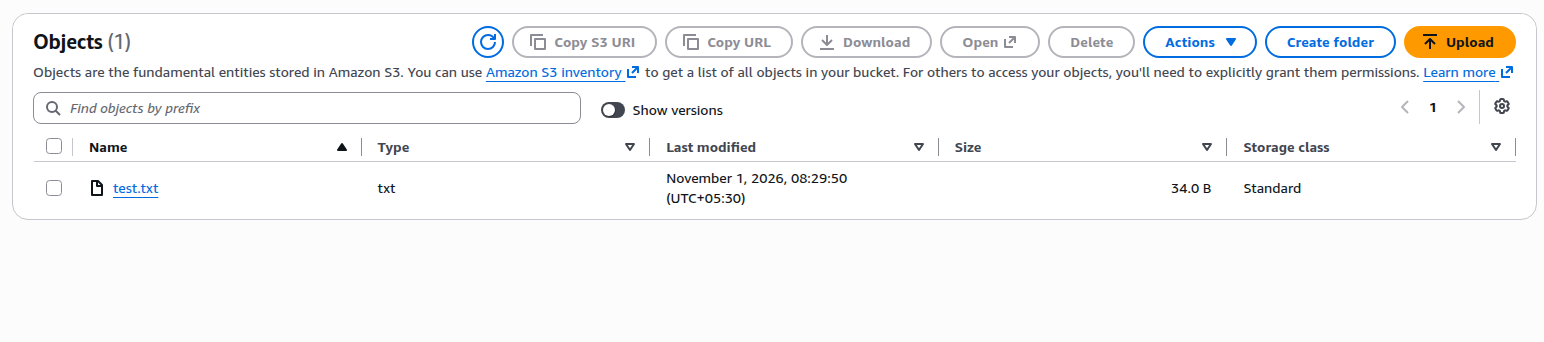 Objects (1)
Copy S3 URI
Copy URL
Download
Open
Delete
Actions
Create folder
Upload
Objects are the fundamental entities stored in Amazon S3. You can use Amazon S3 inventory to get a list of all objects in your bucket. For others to access your objects, you'll need to explicitly grant them permissions. Learn more
Find objects by prefix
Show versions
1
Name
Type
Last modified
Size
Storage class
test.txt
txt
November 1, 2026, 08:29:50
(UTC+05:30)
34.0 B
Standard